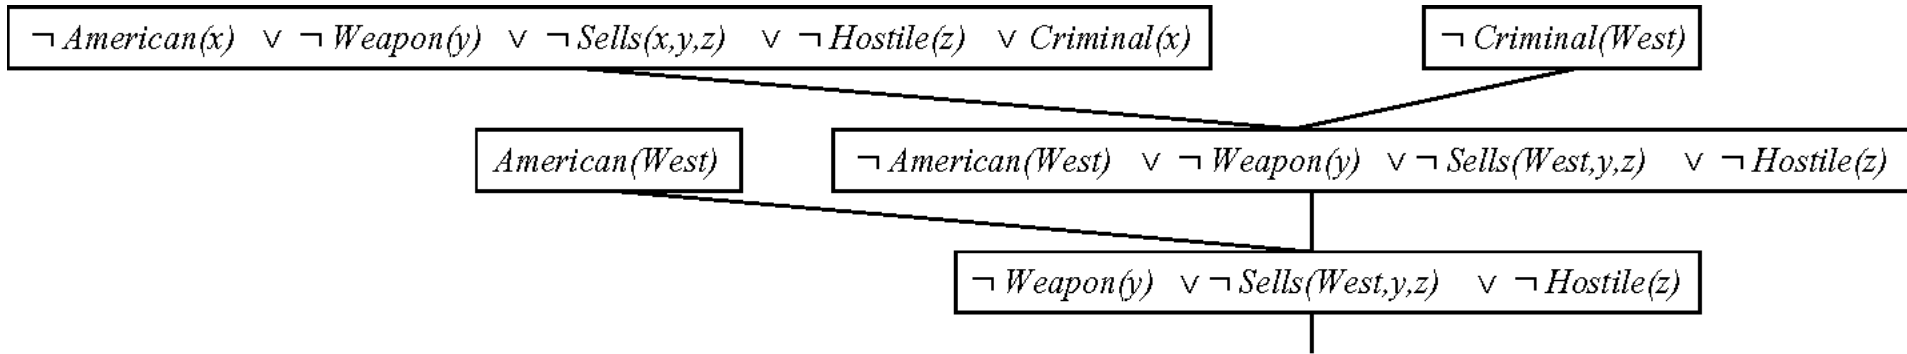 ¬ American(x) ∨ ¬ Weapon(y) ∨ ¬ Sells(x,y,z) ∨ ¬ Hostile(z) ∨ Criminal(x) ¬ Criminal(West)
American(West) ¬ American(West) ∨ ¬ Weapon(y) ∨ ¬ Sells(West,y,z) ∨ ¬ Hostile(z)
¬ Weapon(y) ∨ ¬ Sells(West,y,z) ∨ ¬ Hostile(z)